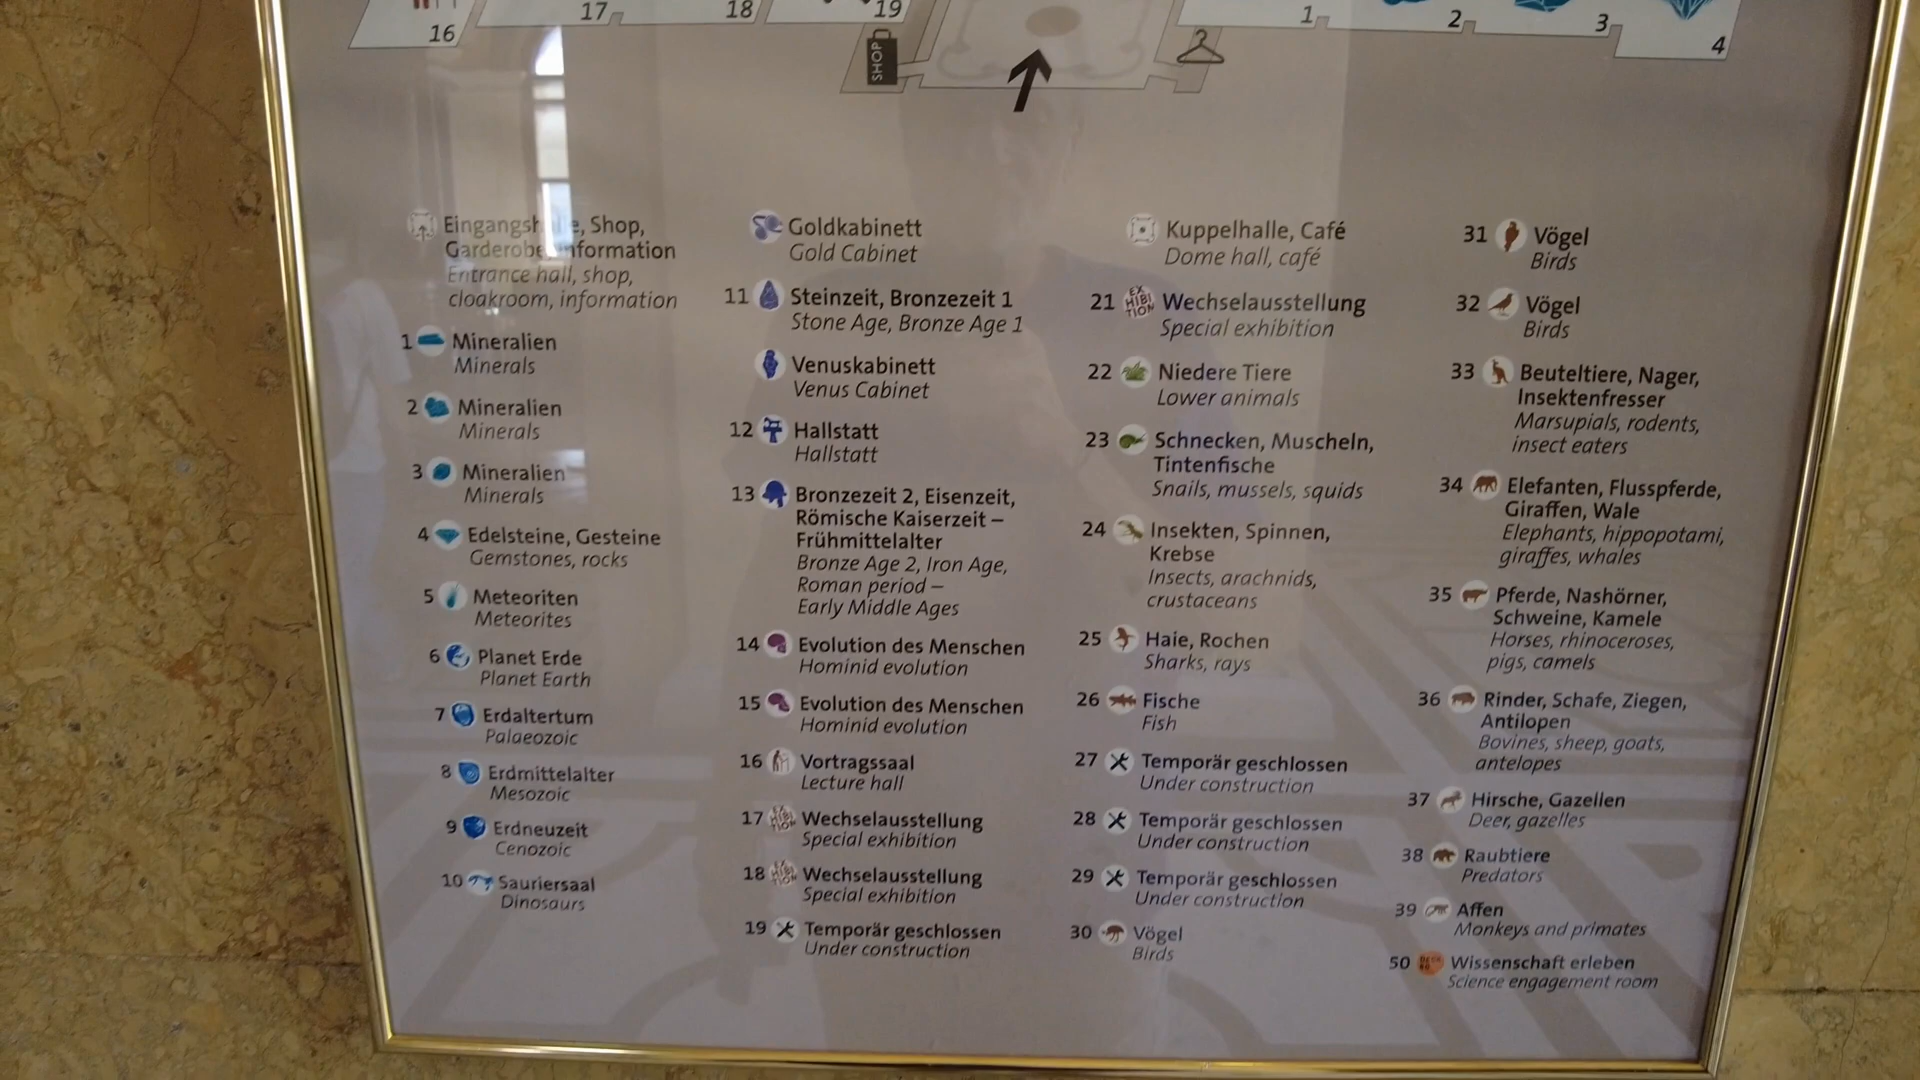 16
17
18
19
SHOP
1
2
3
4
Garderobe, Information
Entrance hall, shop,
cloakroom, information
1 Mineralien
Minerals
2 Mineralien
Minerals
3 Mineralien
Minerals
4 Edelsteine, Gesteine
Gemstones, rocks
5 Meteoriten
Meteorites
6 Planet Erde
Planet Earth
7 Erdaltertum
Palaeozoic
8 Erdmittelalter
Mesozoic
9 Erdneuzeit
Cenozoic
10 Sauriersaal
Dinosaurs
Goldkabinett
Gold Cabinet
11 Steinzeit, Bronzezeit 1
Stone Age, Bronze Age 1
Venuskabinett
Venus Cabinet
12 Hallstatt
Hallstatt
13 Bronzezeit 2, Eisenzeit,
Römische Kaiserzeit –
Frühmittelalter
Bronze Age 2, Iron Age,
Roman period –
Early Middle Ages
14 Evolution des Menschen
Hominid evolution
15 Evolution des Menschen
Hominid evolution
16 Vortragssaal
Lecture hall
17 Wechselausstellung
Special exhibition
18 Wechselausstellung
Special exhibition
19 Temporär geschlossen
Under construction
Kuppelhalle, Café
Dome hall, café
21 EXHIBITION Wechselausstellung
Special exhibition
22 Niedere Tiere
Lower animals
23 Schnecken, Muscheln,
Tintenfische
Snails, mussels, squids
24 Insekten, Spinnen,
Krebse
Insects, arachnids,
crustaceans
25 Haie, Rochen
Sharks, rays
26 Fische
Fish
27 Temporär geschlossen
Under construction
28 Temporär geschlossen
Under construction
29 Temporär geschlossen
Under construction
30 Vögel
Birds
31 Vögel
Birds
32 Vögel
Birds
33 Beuteltiere, Nager,
Insektenfresser
Marsupials, rodents,
insect eaters
34 Elefanten, Flusspferde,
Giraffen, Wale
Elephants, hippopotami,
giraffes, whales
35 Pferde, Nashörner,
Schweine, Kamele
Horses, rhinoceroses,
pigs, camels
36 Rinder, Schafe, Ziegen,
Antilopen
Bovines, sheep, goats,
antelopes
37 Hirsche, Gazellen
Deer, gazelles
38 Raubtiere
Predators
39 Affen
Monkeys and primates
50 Wissenschaft erleben
Science engagement room